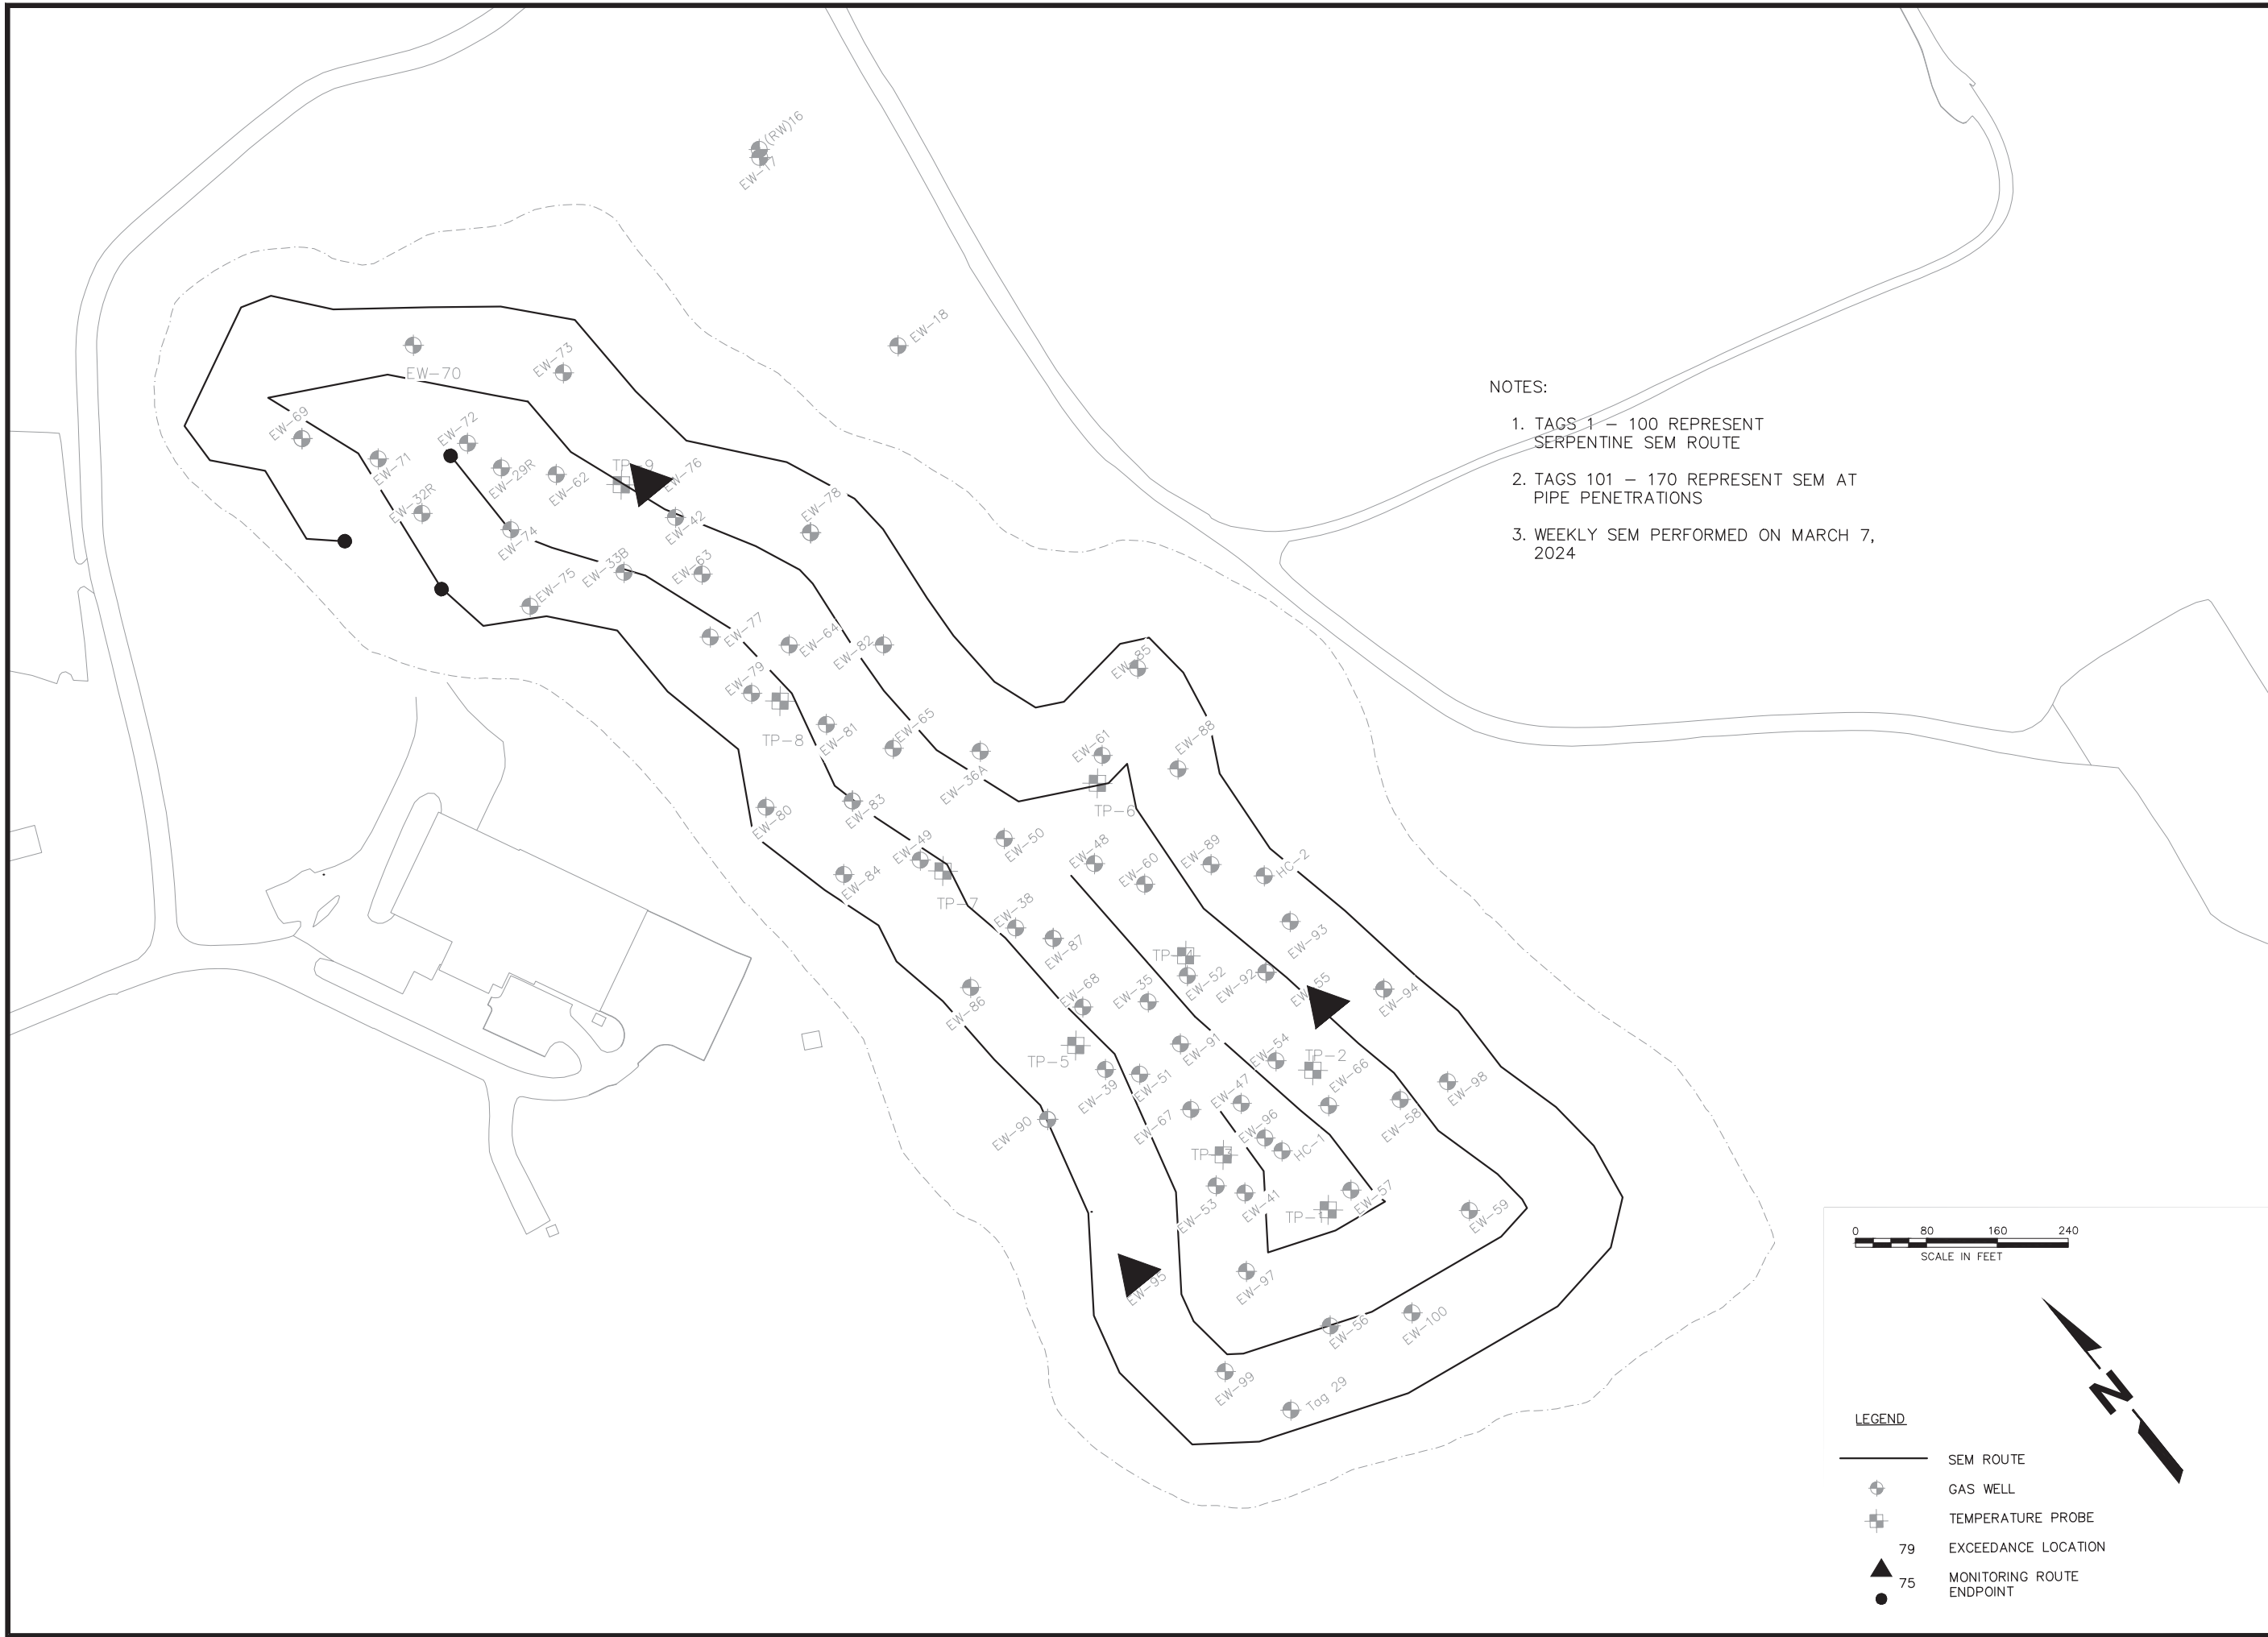 (RW)16
EW-17
EW-18
EW-70
EW-73
EW-69
EW-72
EW-71
EW-29R
EW-62
TP-9
EW-76
EW-32R
EW-74
EW-42
EW-78
EW-33B
EW-63
EW-75
EW-77
EW-64
EW-82
EW-85
EW-79
TP-8
EW-81
EW-65
EW-36A
EW-61
EW-88
TP-6
EW-80
EW-83
EW-49
EW-50
EW-48
EW-60
EW-89
HC-2
EW-84
TP-7
EW-38
EW-87
EW-93
TP-4
EW-52
EW-92
EW-55
EW-94
EW-86
EW-68
EW-35
TP-5
EW-39
EW-51
EW-91
EW-54
TP-2
EW-66
EW-98
EW-58
EW-90
EW-67
EW-47
EW-96
HC-1
TP-3
EW-53
EW-41
TP-1
EW-57
EW-59
EW-95
EW-97
EW-56
EW-100
EW-99
Tag 29
NOTES:
1. TAGS 1 – 100 REPRESENT
SERPENTINE SEM ROUTE
2. TAGS 101 – 170 REPRESENT SEM AT
PIPE PENETRATIONS
3. WEEKLY SEM PERFORMED ON MARCH 7,
2024
0 80 160 240
SCALE IN FEET
N
LEGEND
SEM ROUTE
GAS WELL
TEMPERATURE PROBE
79 EXCEEDANCE LOCATION
75 MONITORING ROUTE
ENDPOINT